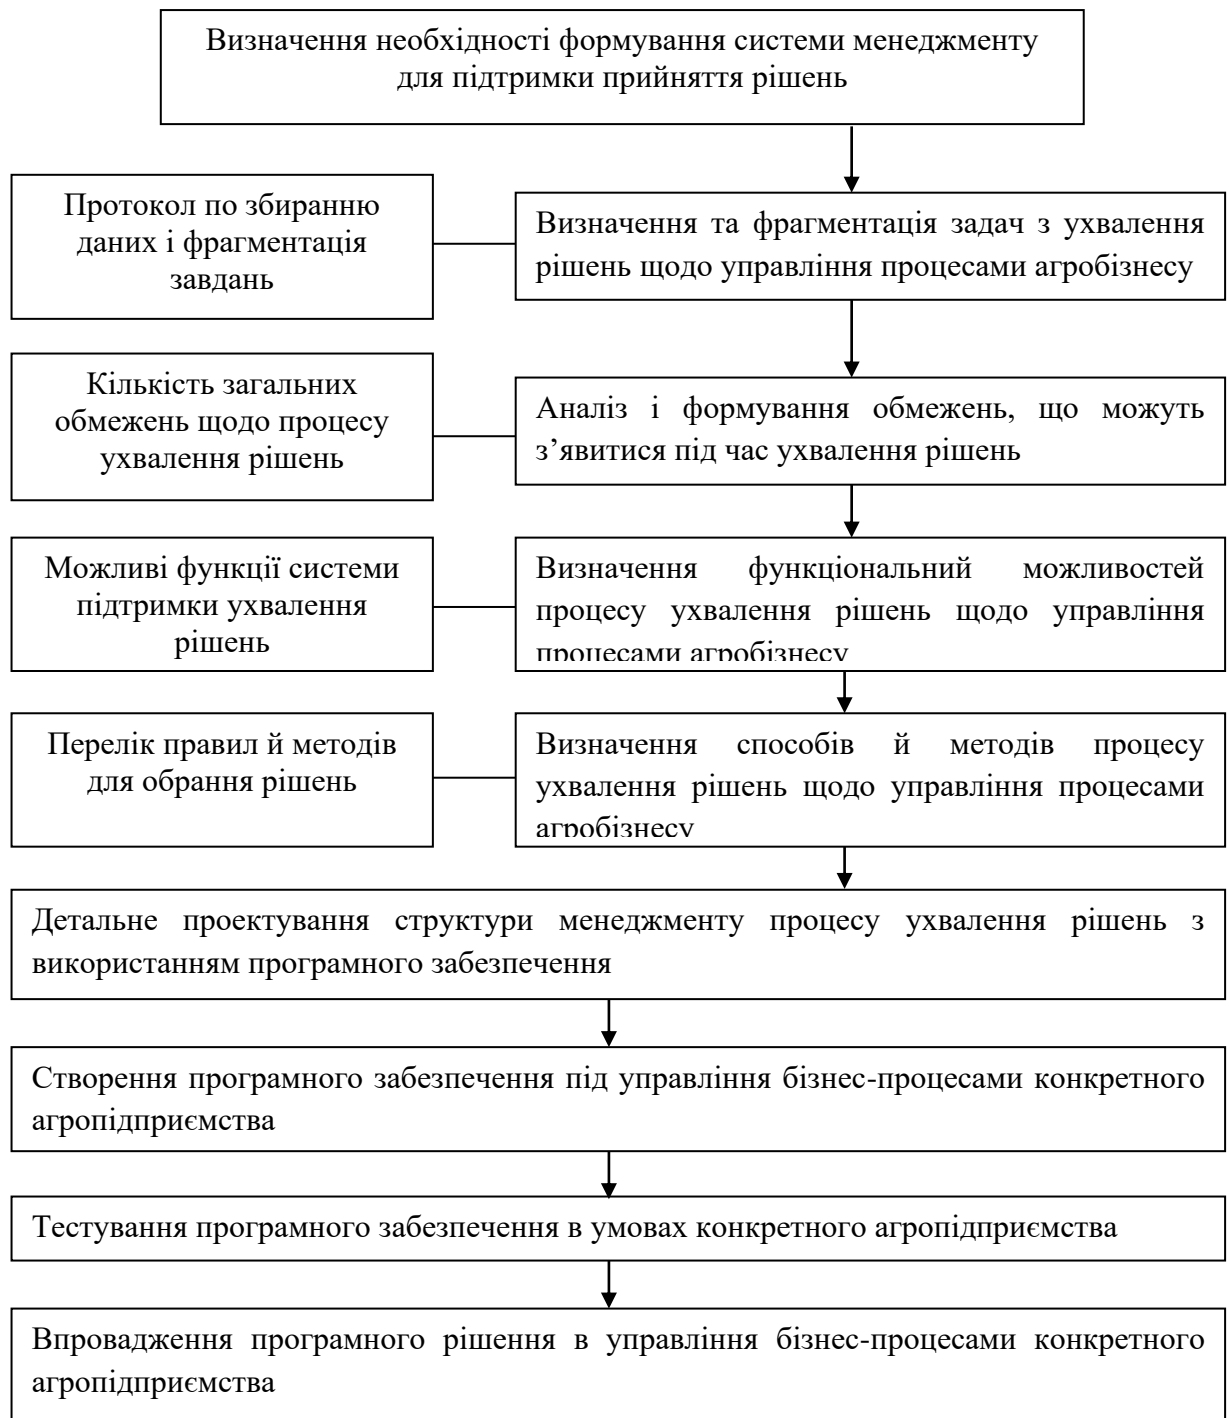 Визначення необхідності формування системи менеджменту
для підтримки прийняття рішень
Протокол по збиранню
даних і фрагментація
завдань
Визначення та фрагментація задач з ухвалення
рішень щодо управління процесами агробізнесу
Кількість загальних
обмежень щодо процесу
ухвалення рішень
Аналіз і формування обмежень, що можуть
з’явитися під час ухвалення рішень
Можливі функції системи
підтримки ухвалення
рішень
Визначення функціональний можливостей
процесу ухвалення рішень щодо управління
процесами агробізнесу
Перелік правил й методів
для обрання рішень
Визначення способів й методів процесу
ухвалення рішень щодо управління процесами
агробізнесу
Детальне проектування структури менеджменту процесу ухвалення рішень з
використанням програмного забезпечення
Створення програмного забезпечення під управління бізнес-процесами конкретного
агропідприємства
Тестування програмного забезпечення в умовах конкретного агропідприємства
Впровадження програмного рішення в управління бізнес-процесами конкретного
агропідприємства